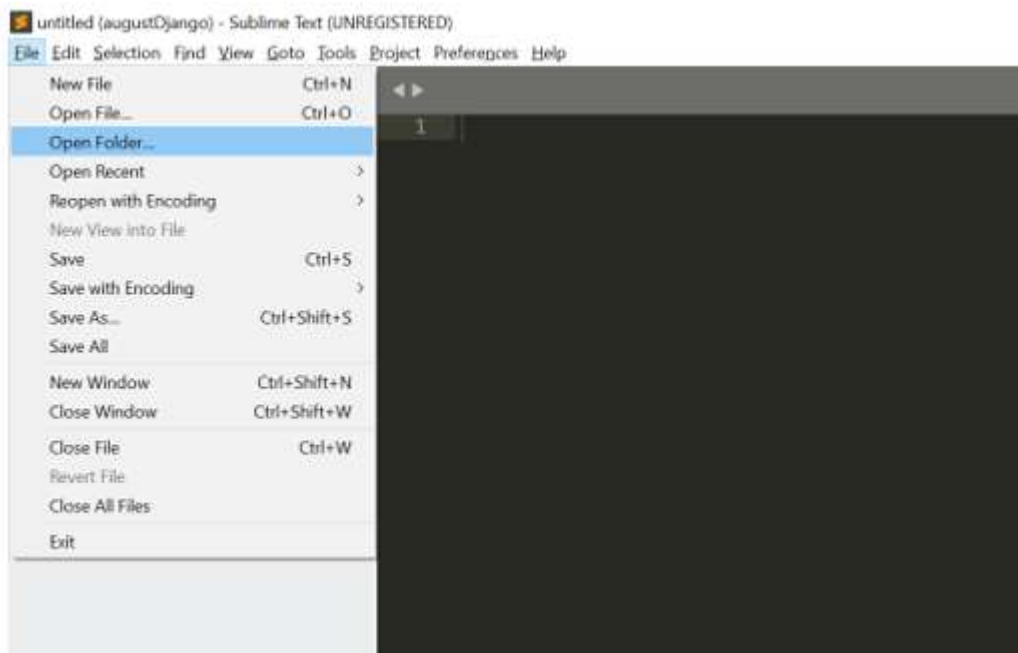 untitled (augustDjango) - Sublime Text (UNREGISTERED)
File Edit Selection Find View Goto Tools Project Preferences Help
New File Ctrl+N
Open File... Ctrl+O
Open Folder...
Open Recent >
Reopen with Encoding >
New View into File
Save Ctrl+S
Save with Encoding >
Save As... Ctrl+Shift+S
Save All
New Window Ctrl+Shift+N
Close Window Ctrl+Shift+W
Close File Ctrl+W
Revert File
Close All Files
Exit
1